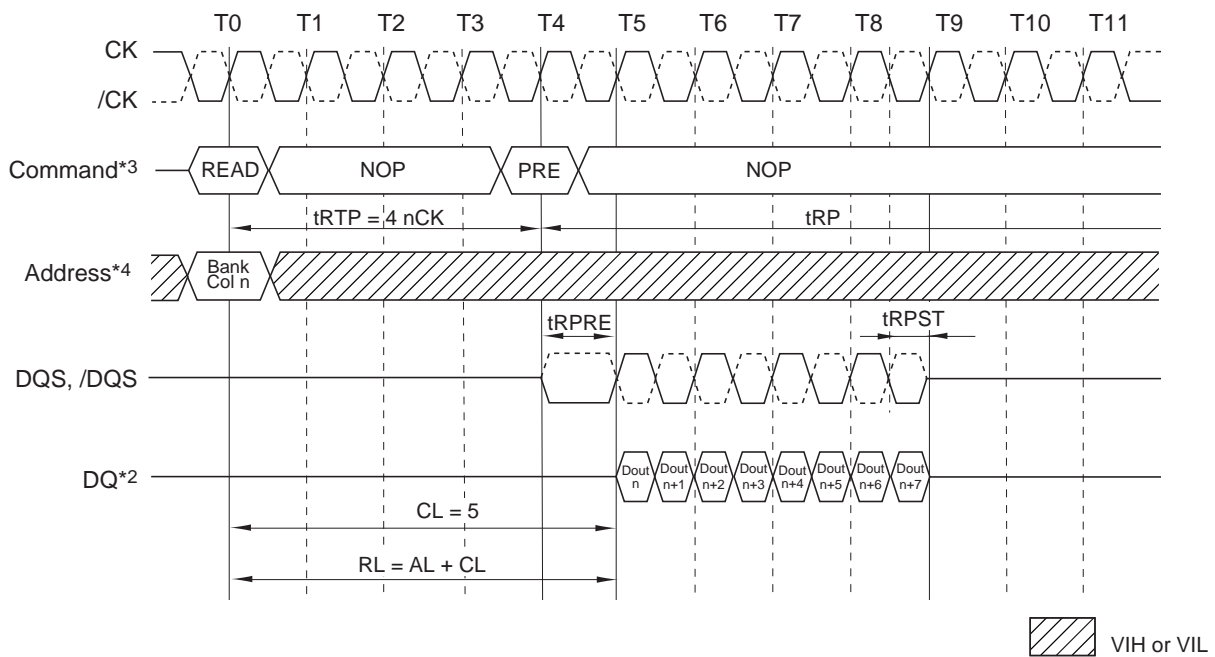 T0 T1 T2 T3 T4 T5 T6 T7 T8 T9 T10 T11
CK
/CK
Command*3 READ NOP PRE NOP
tRTP = 4 nCK tRP
Address*4 Bank
Col n
tRPRE tRPST
DQS, /DQS
DQ*2 Dout
n Dout
n+1 Dout
n+2 Dout
n+3 Dout
n+4 Dout
n+5 Dout
n+6 Dout
n+7
CL = 5
RL = AL + CL
VIH or VIL